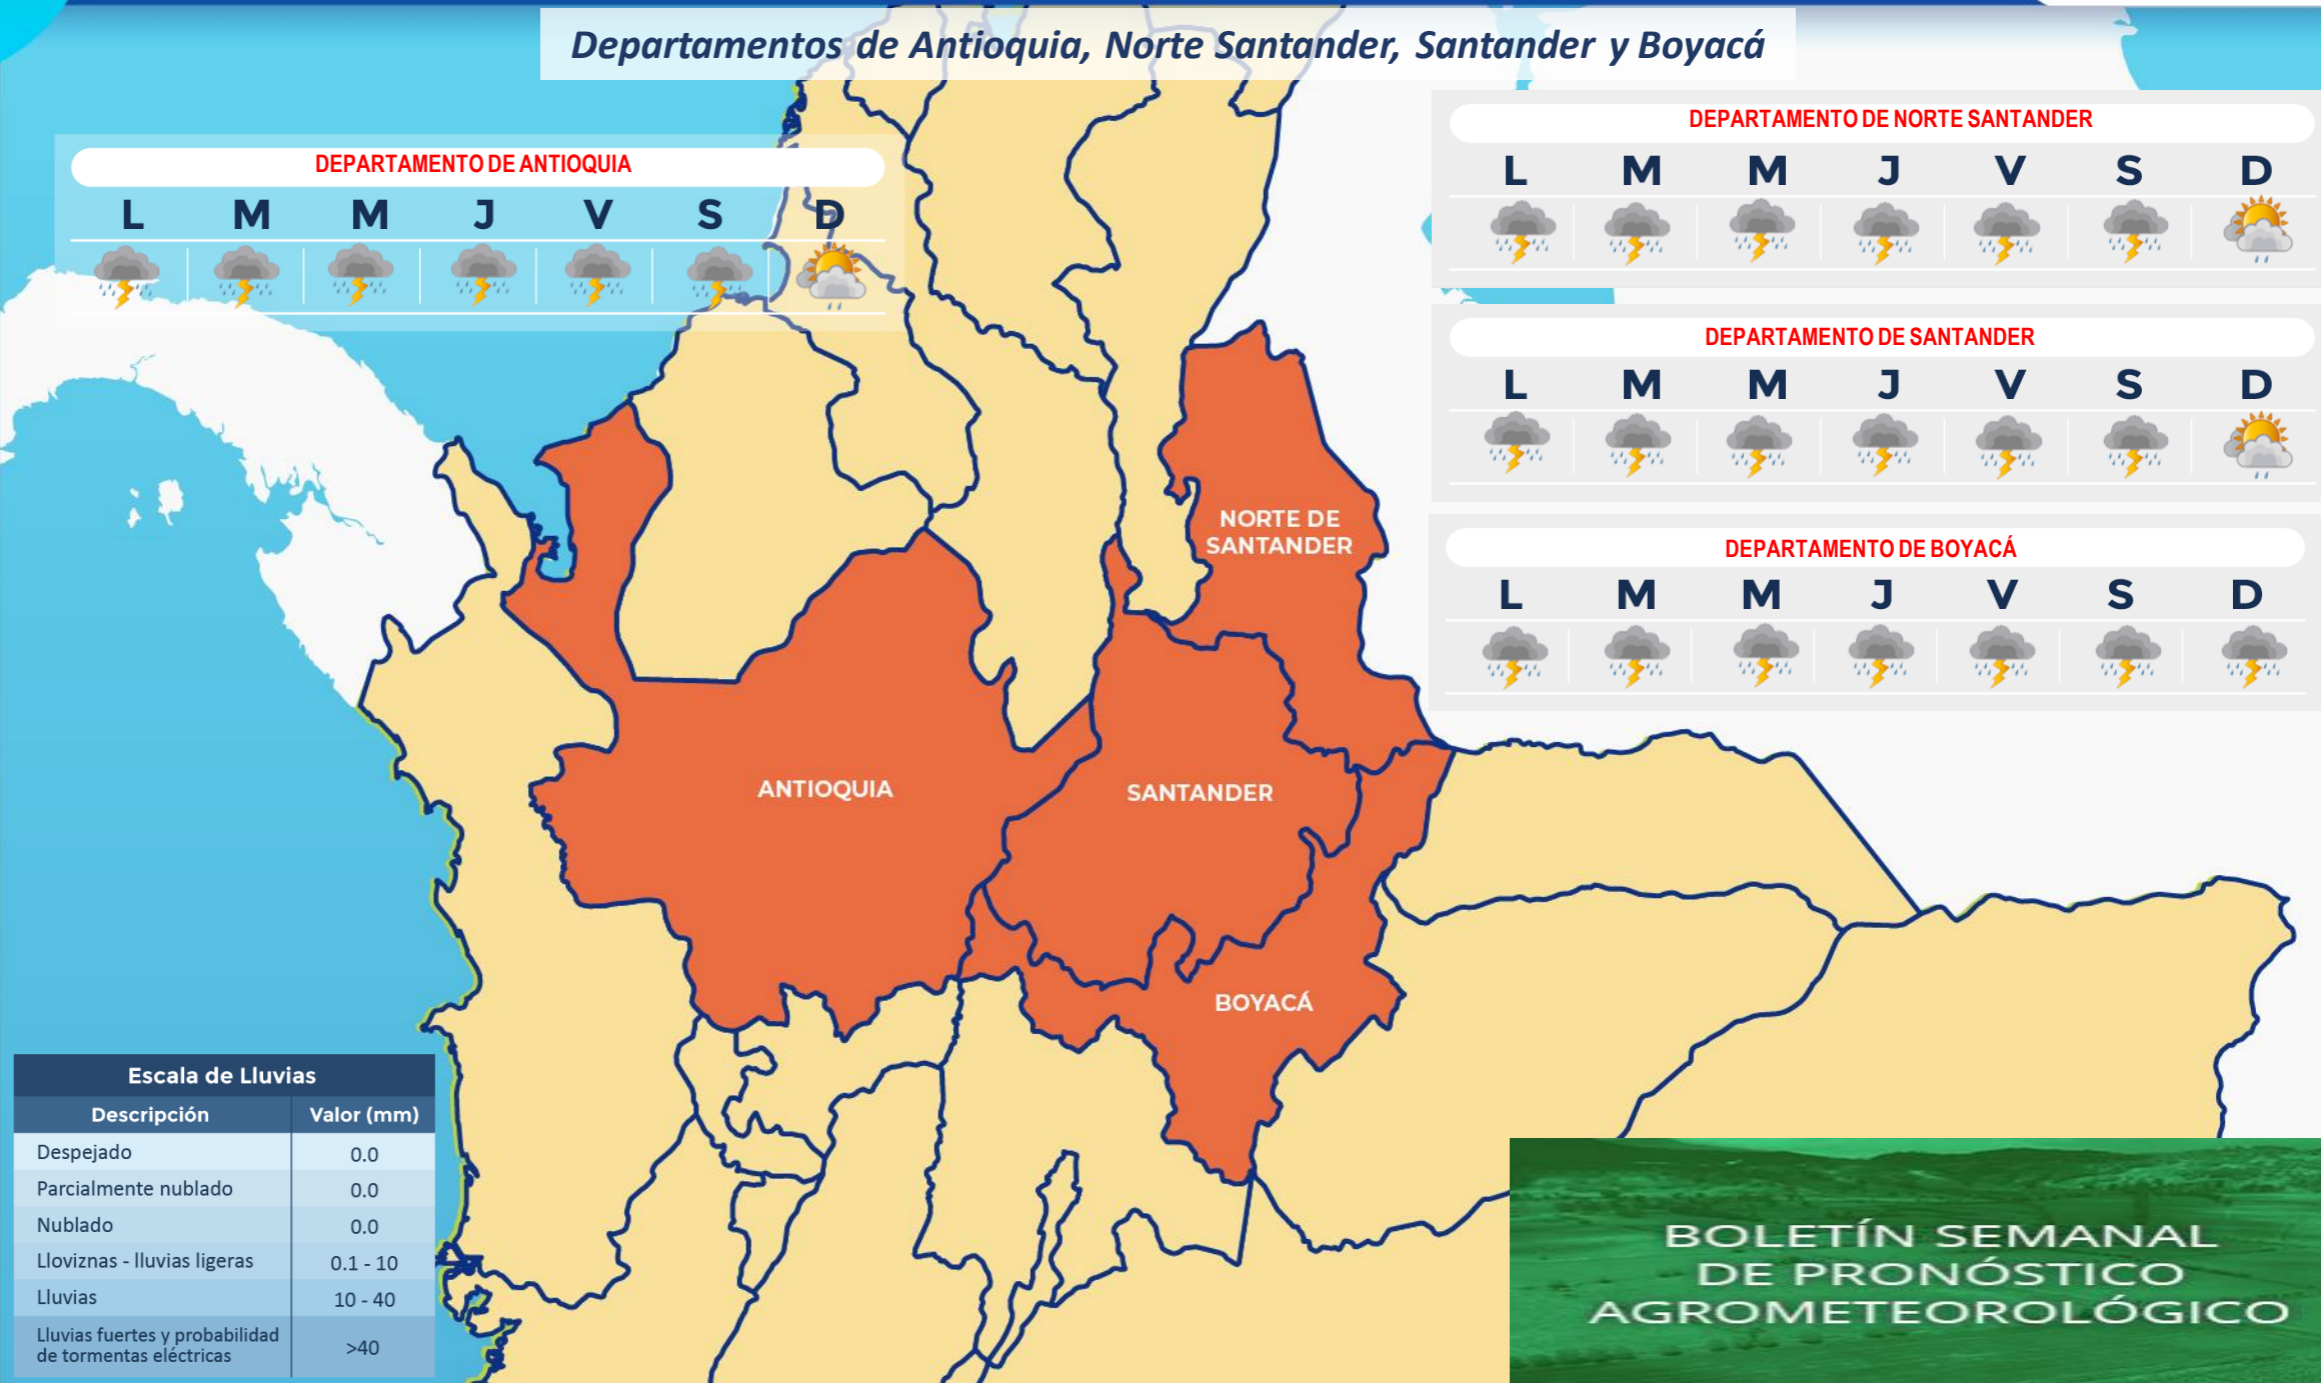 Departamentos de Antioquia, Norte Santander, Santander y Boyacá
DEPARTAMENTO DE ANTIOQUIA
L M M J V S D
DEPARTAMENTO DE NORTE SANTANDER
L M M J V S D
DEPARTAMENTO DE SANTANDER
L M M J V S D
DEPARTAMENTO DE BOYACÁ
L M M J V S D
NORTE DE
SANTANDER
ANTIOQUIA
SANTANDER
BOYACÁ
Escala de Lluvias
Descripción Valor (mm)
Despejado 0.0
Parcialmente nublado 0.0
Nublado 0.0
Lloviznas - lluvias ligeras 0.1 - 10
Lluvias 10 - 40
Lluvias fuertes y probabilidad
de tormentas eléctricas >40
BOLETÍN SEMANAL
DE PRONÓSTICO
AGROMETEOROLÓGICO